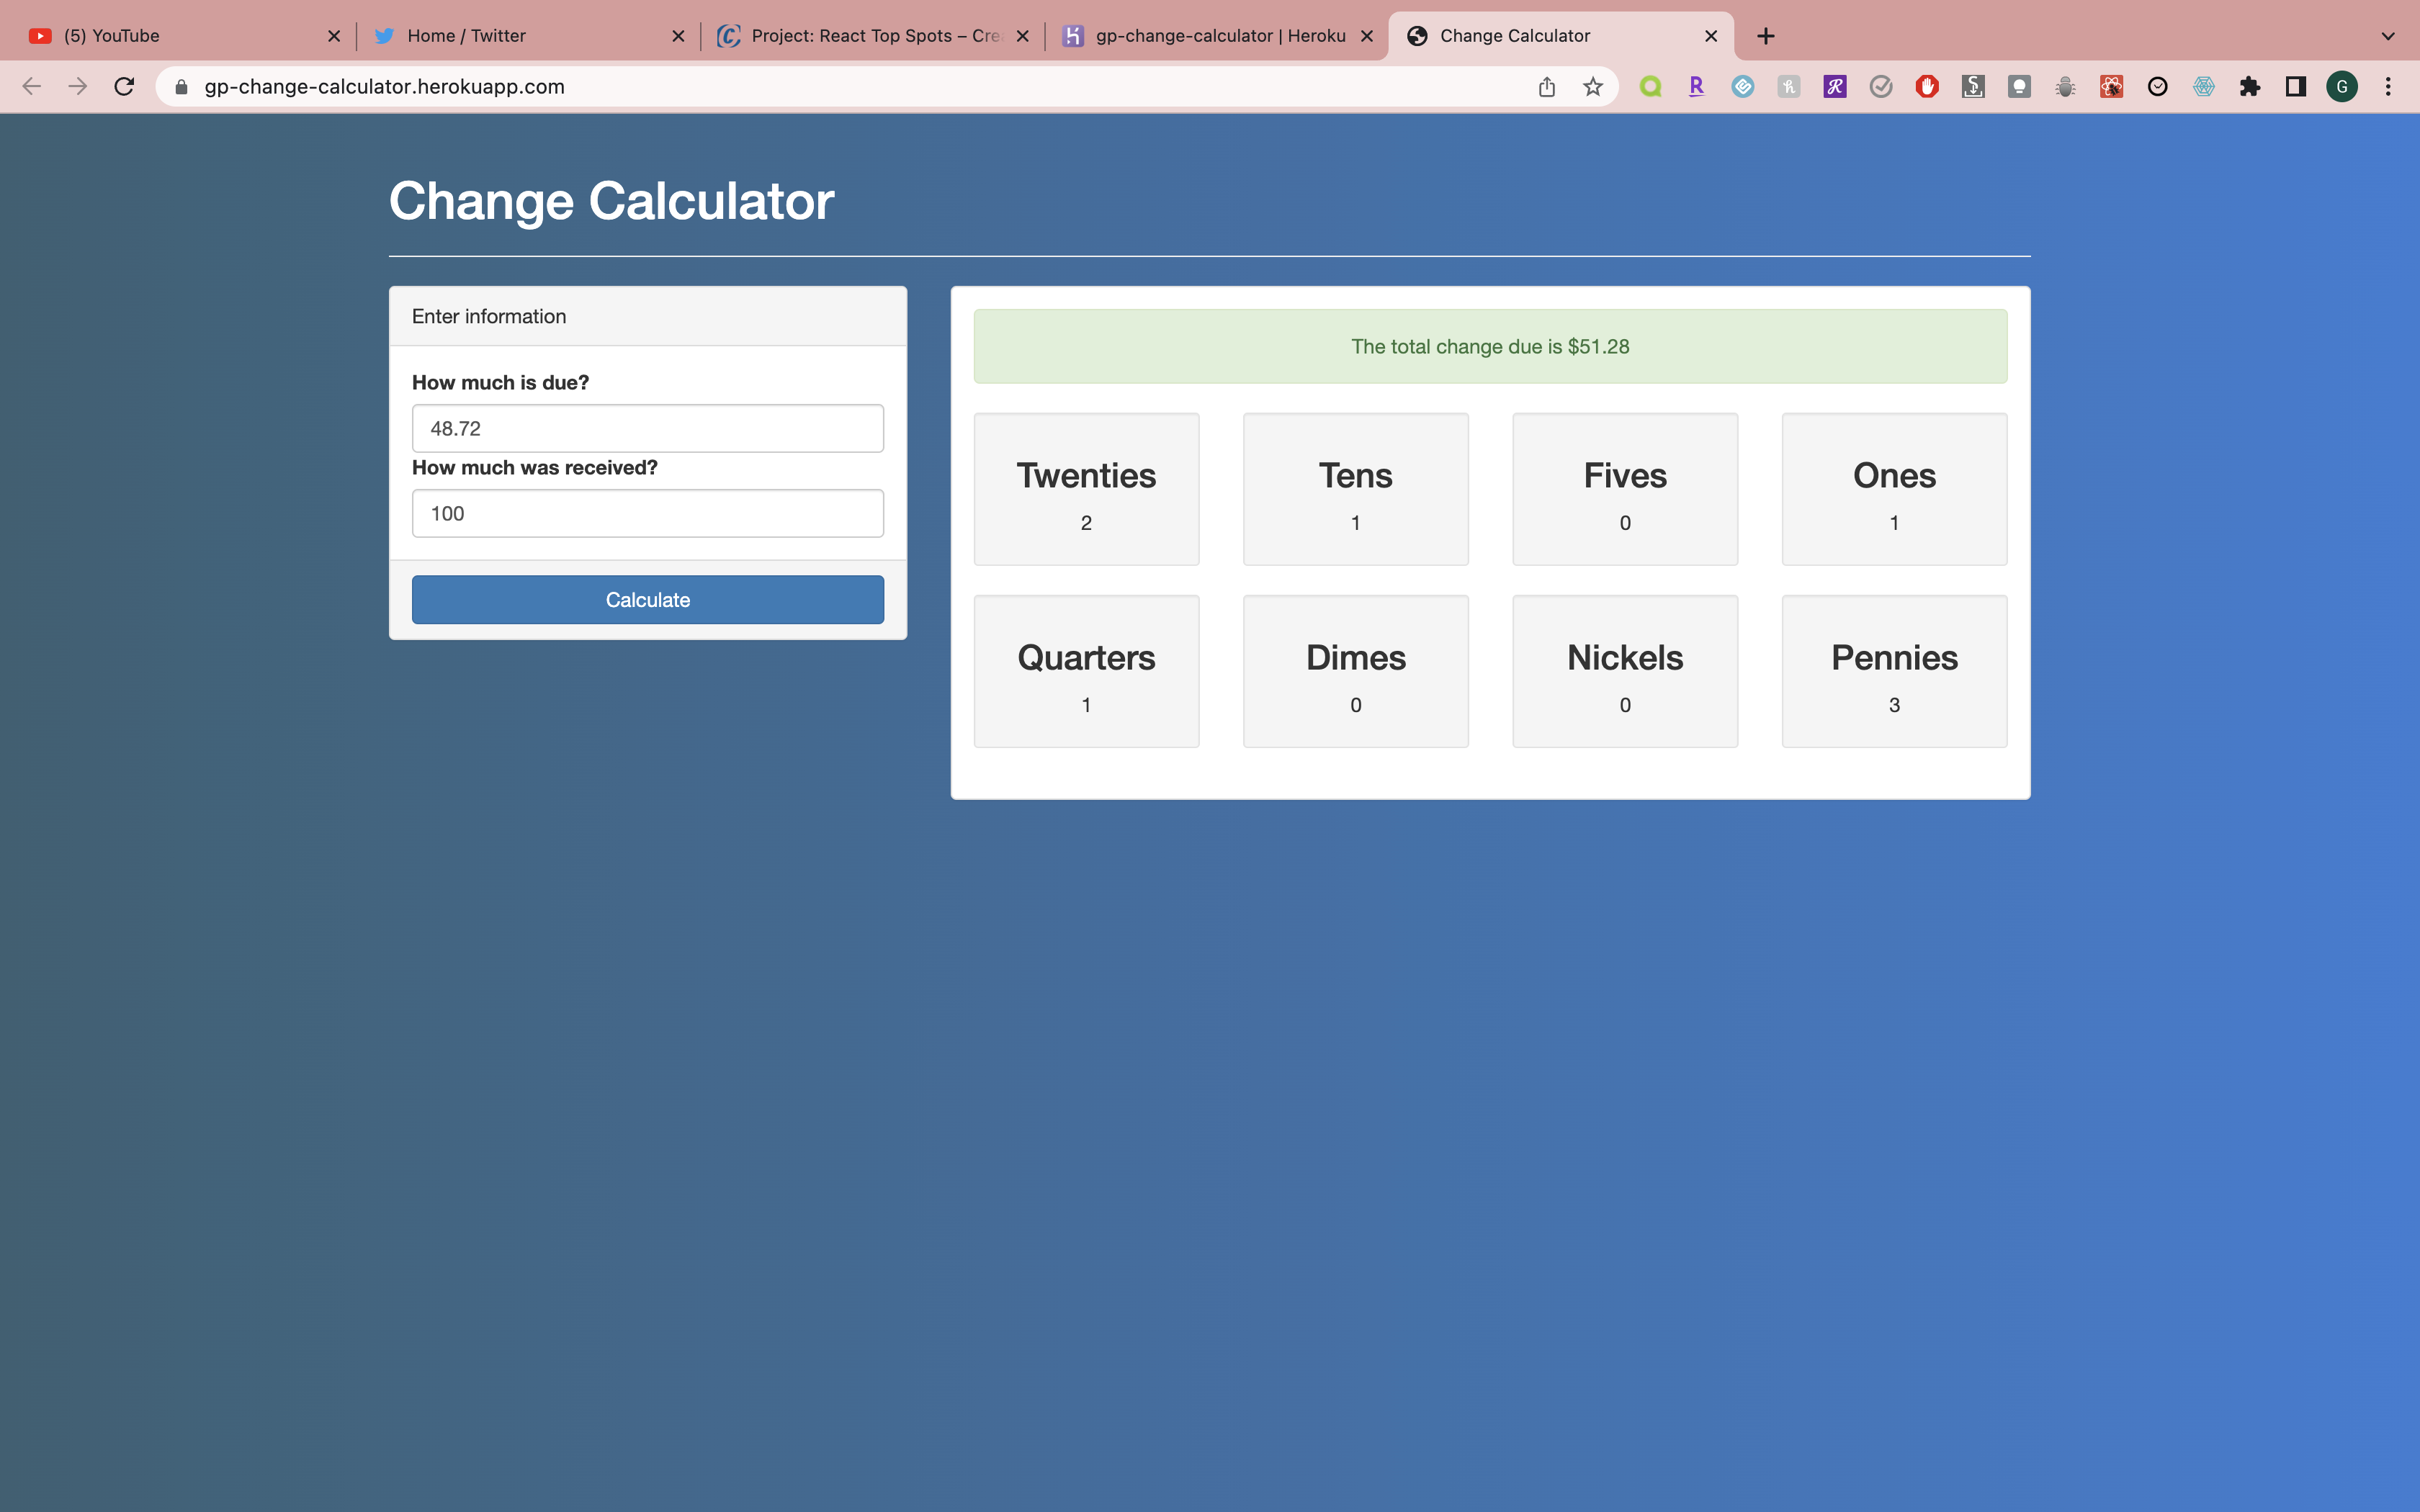 (5) YouTube
Home / Twitter
Project: React Top Spots – Cre
gp-change-calculator | Heroku
Change Calculator
gp-change-calculator.herokuapp.com
G
Change Calculator
Enter information
How much is due?
48.72
How much was received?
100
Calculate
The total change due is $51.28
Twenties
2
Tens
1
Fives
0
Ones
1
Quarters
1
Dimes
0
Nickels
0
Pennies
3